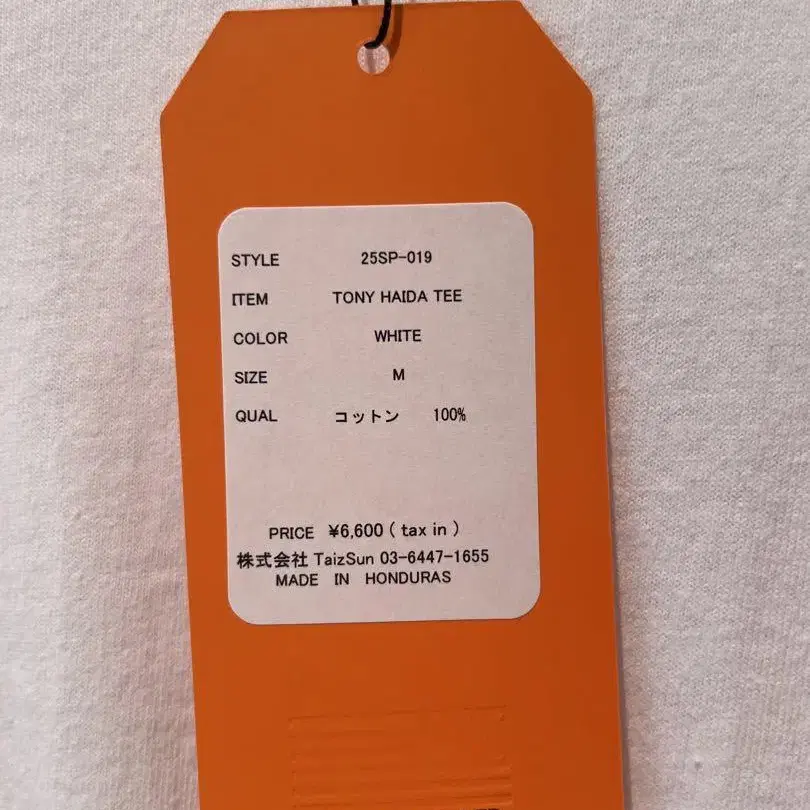 STYLE 25SP-019
ITEM TONY HAIDA TEE
COLOR WHITE
SIZE M
QUAL コットン 100%
PRICE ¥6,600 ( tax in )
株式会社 TaizSun 03-6447-1655
MADE IN HONDURAS